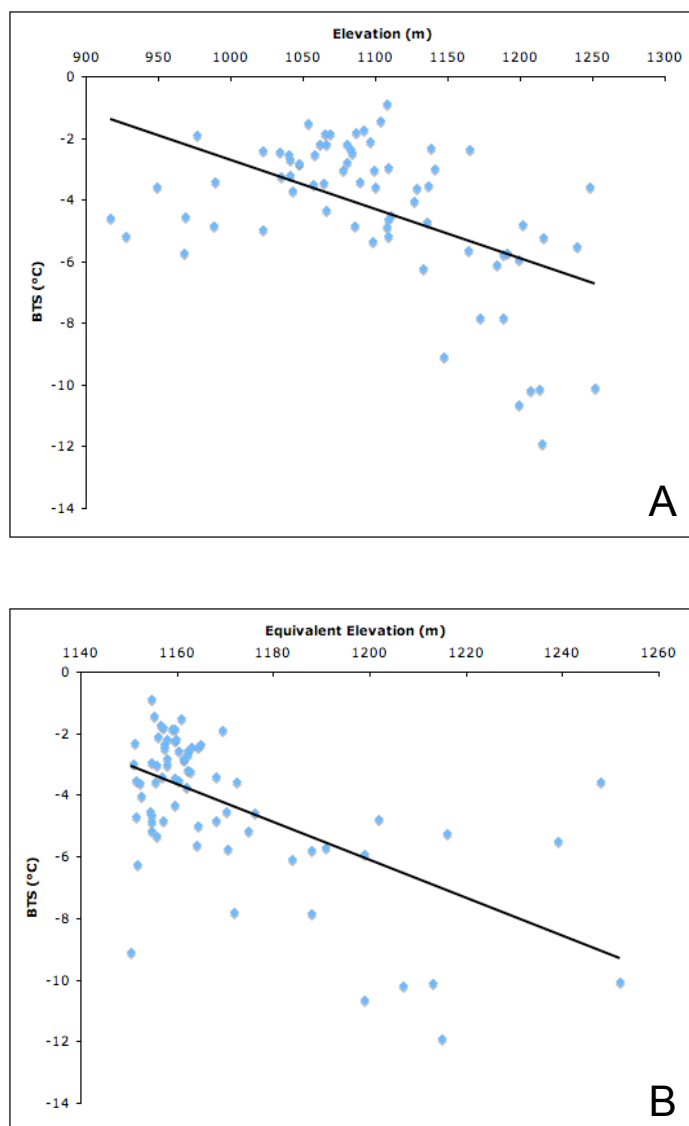 Elevation (m)
900 950 1000 1050 1100 1150 1200 1250 1300
0
-2
-4
-6
-8
-10
-12
-14
BTS (°C)
A
Equivalent Elevation (m)
1140 1160 1180 1200 1220 1240 1260
0
-2
-4
-6
-8
-10
-12
-14
BTS (°C)
B